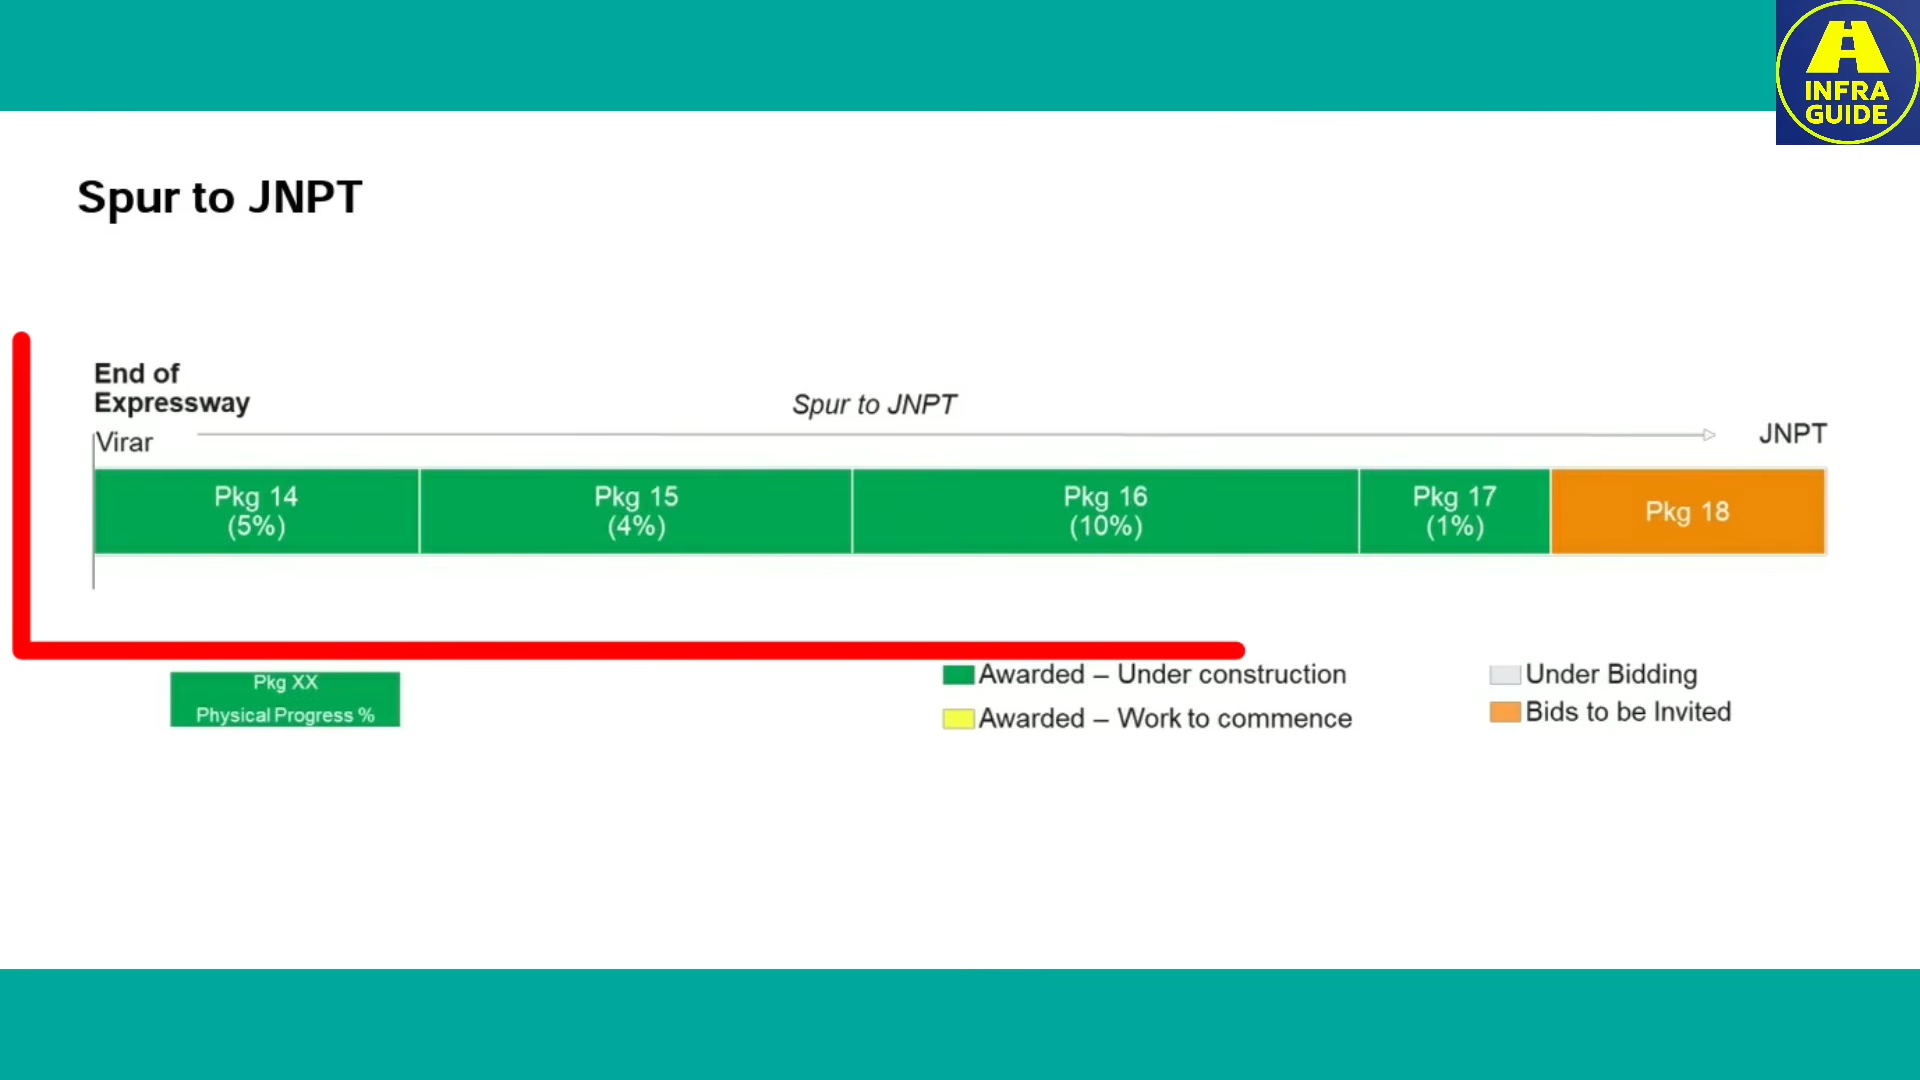 INFRA
GUIDE
Spur to JNPT
End of
Expressway
Spur to JNPT
Virar
JNPT
Pkg 14
(5%)
Pkg 15
(4%)
Pkg 16
(10%)
Pkg 17
(1%)
Pkg 18
Pkg XX
Physical Progress %
Awarded – Under construction
Awarded – Work to commence
Under Bidding
Bids to be Invited